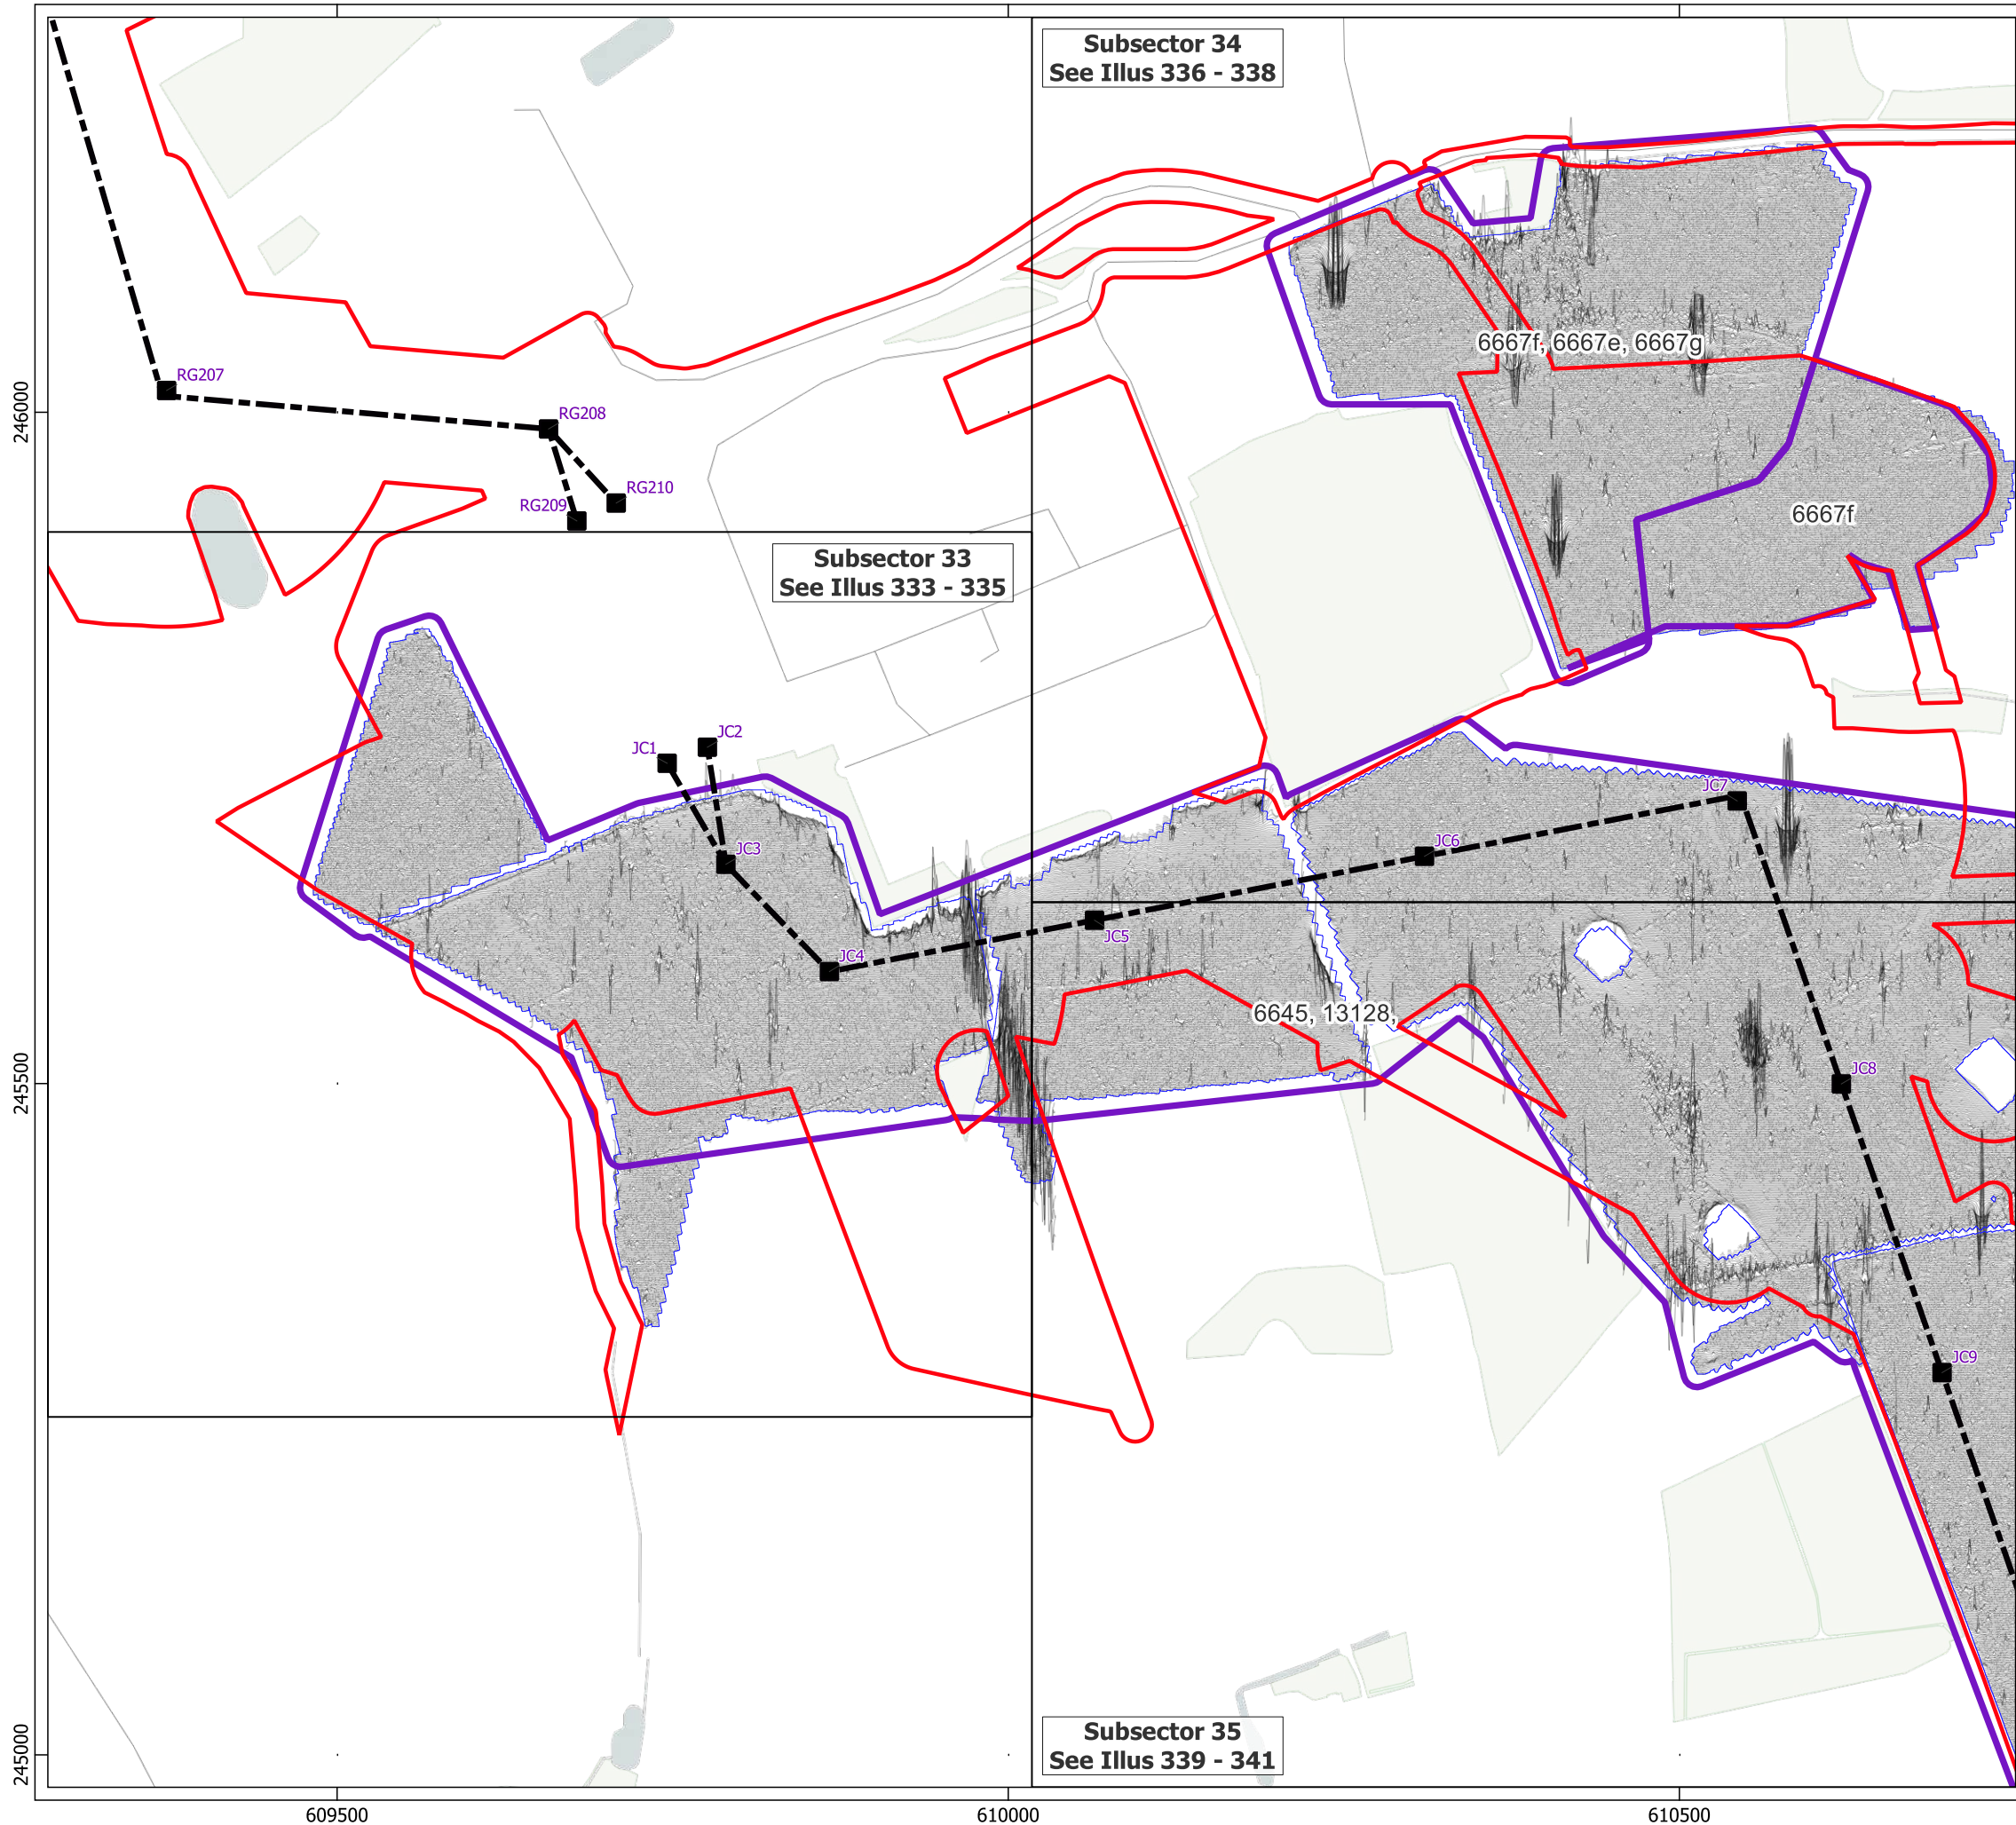 Subsector 34
See Illus 336 - 338
6667f, 6667e, 6667g
RG207
RG208
246000
RG210
RG209
6667f
Subsector 33
See Illus 333 - 335
JC2
JC1
JC7
JC6
JC3
JC5
JC4
6645, 13128,
JC8
245500
JC9
Subsector 35
See Illus 339 - 341
245000
609500
610000
610500